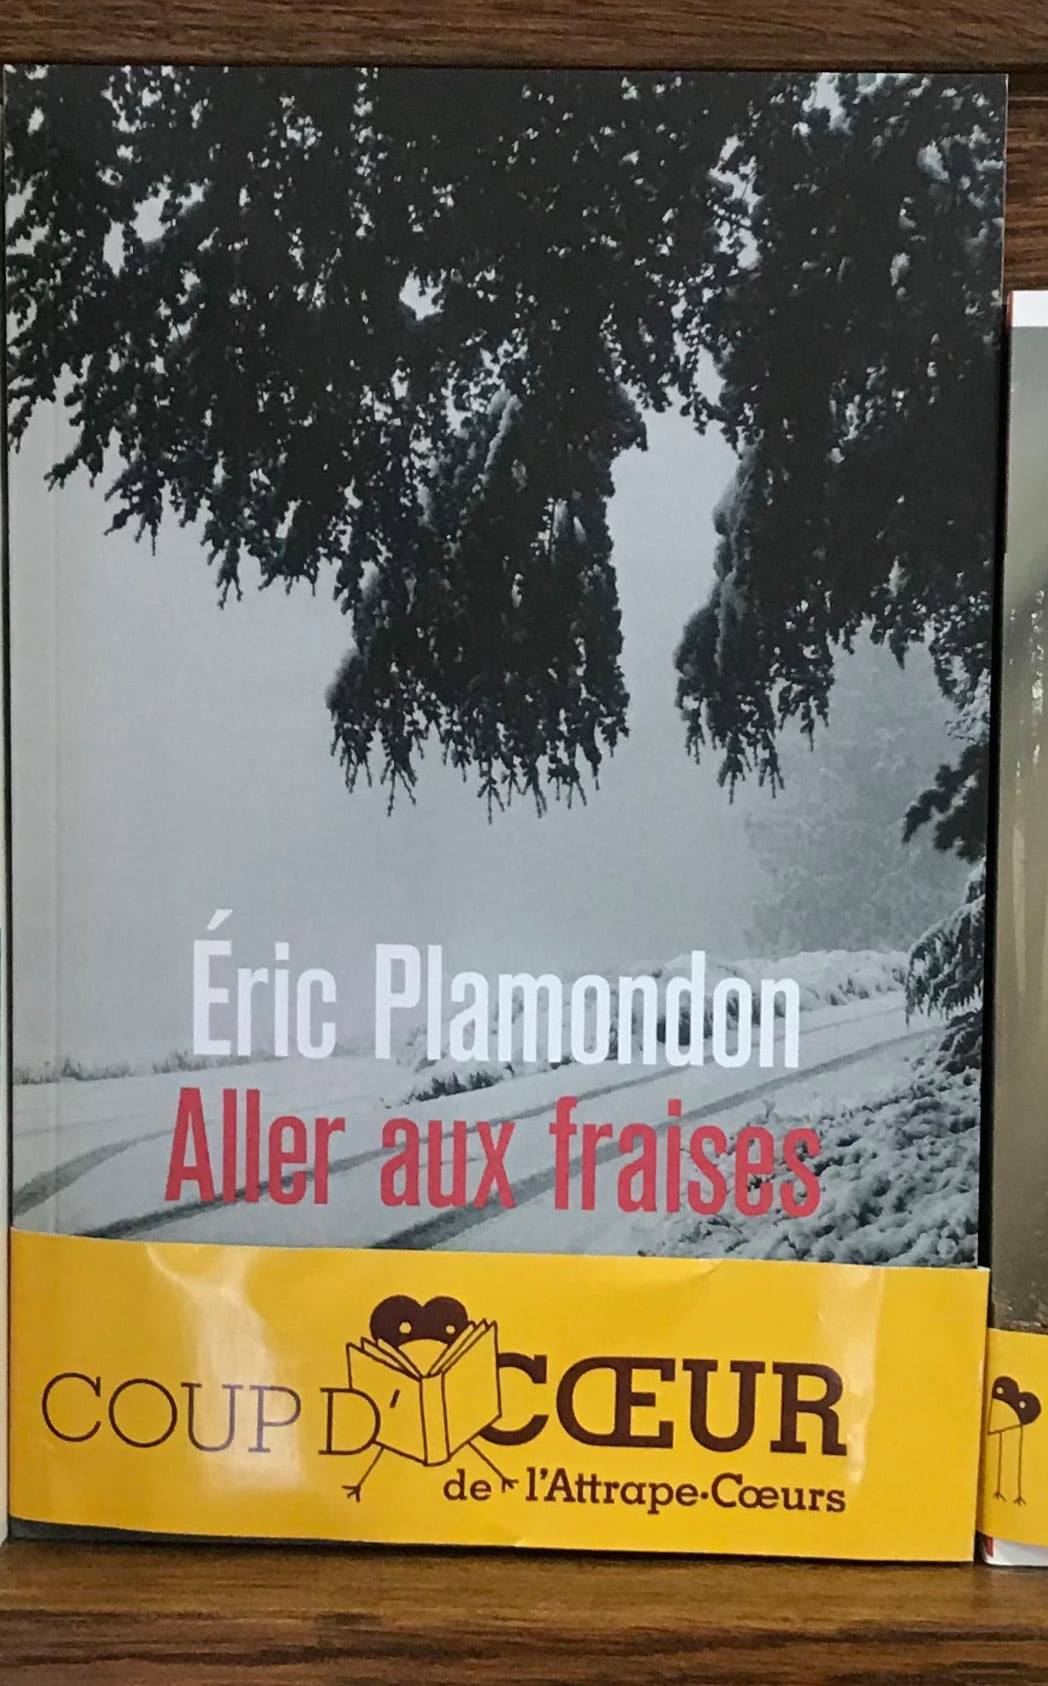 Éric Plamondon
Aller aux fraises
COUP D' CŒUR
de l'Attrape-Cœurs